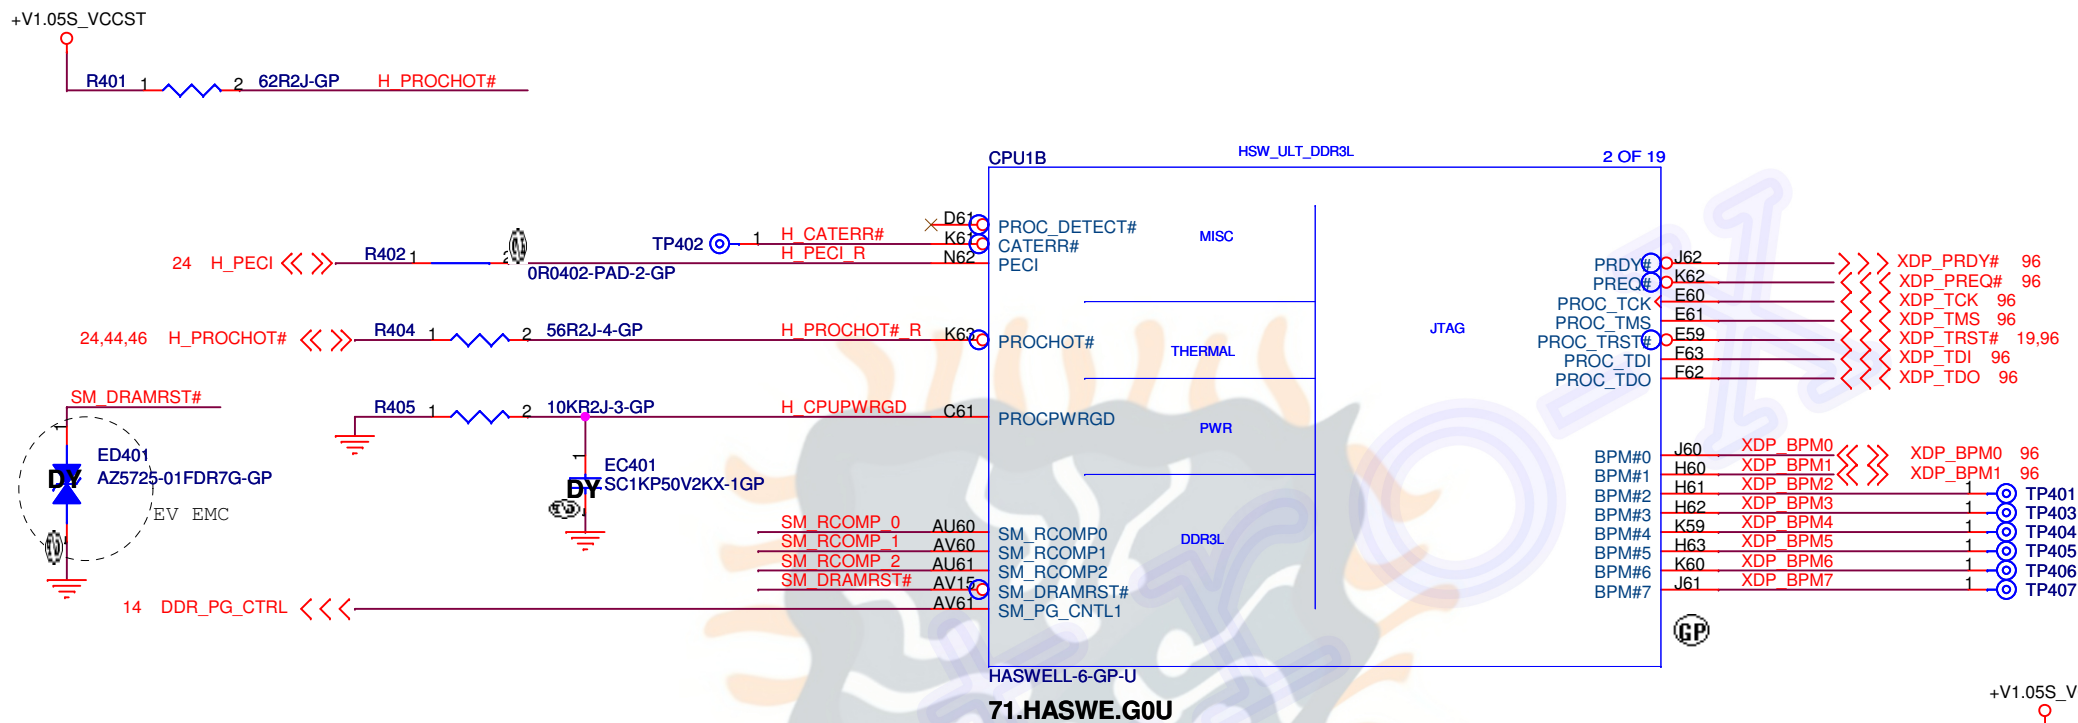 +V1.05S_VCCST
R401 1 2 62R2J-GP H_PROCHOT#
CPU1B HSW_ULT_DDR3L 2 OF 19
D61 PROC_DETECT# MISC
TP402 1 H_CATERR# K61 CATERR#
24 H_PECI R402 1 2 0R0402-PAD-2-GP H_PECI_R N62 PECI
24,44,46 H_PROCHOT# R404 1 2 56R2J-4-GP H_PROCHOT#_R K63 PROCHOT#
THERMAL
JTAG
SM_DRAMRST#
R405 1 2 10KR2J-3-GP H_CPUPWRGD C61 PROCPWRGD
PWR
1
ED401
DY AZ5725-01FDR7G-GP
EV EMC
1
EC401
DY SC1KP50V2KX-1GP
SM_RCOMP_0 AU60 SM_RCOMP0
SM_RCOMP_1 AV60 SM_RCOMP1
DDR3L
SM_RCOMP_2 AU61 SM_RCOMP2
SM_DRAMRST# AV15 SM_DRAMRST#
14 DDR_PG_CTRL AV61 SM_PG_CNTL1
PRDY# J62 XDP_PRDY# 96
PREQ# K62 XDP_PREQ# 96
PROC_TCK E60 XDP_TCK 96
PROC_TMS E61 XDP_TMS 96
PROC_TRST# E59 XDP_TRST# 19,96
PROC_TDI F63 XDP_TDI 96
PROC_TDO F62 XDP_TDO 96
BPM#0 J60 XDP_BPM0 XDP_BPM0 96
BPM#1 H60 XDP_BPM1 XDP_BPM1 96
BPM#2 H61 XDP_BPM2 1 TP401
BPM#3 H62 XDP_BPM3 1 TP403
BPM#4 K59 XDP_BPM4 1 TP404
BPM#5 H63 XDP_BPM5 1 TP405
BPM#6 K60 XDP_BPM6 1 TP406
BPM#7 J61 XDP_BPM7 1 TP407
GP
HASWELL-6-GP-U
71.HASWE.G0U
+V1.05S_V